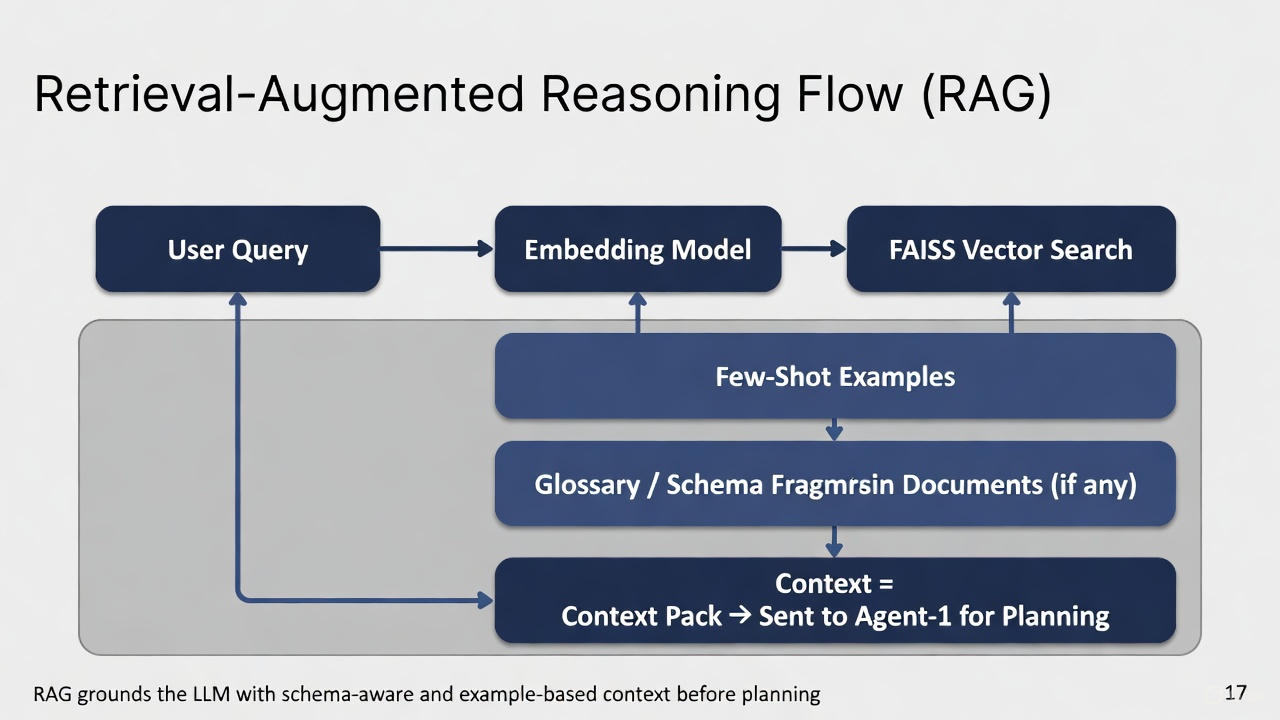 Retrieval-Augmented Reasoning Flow (RAG)
User Query
Embedding Model
FAISS Vector Search
Few-Shot Examples
Glossary / Schema Fragmrsin Documents (if any)
Context =
Context Pack → Sent to Agent-1 for Planning
RAG grounds the LLM with schema-aware and example-based context before planning
17